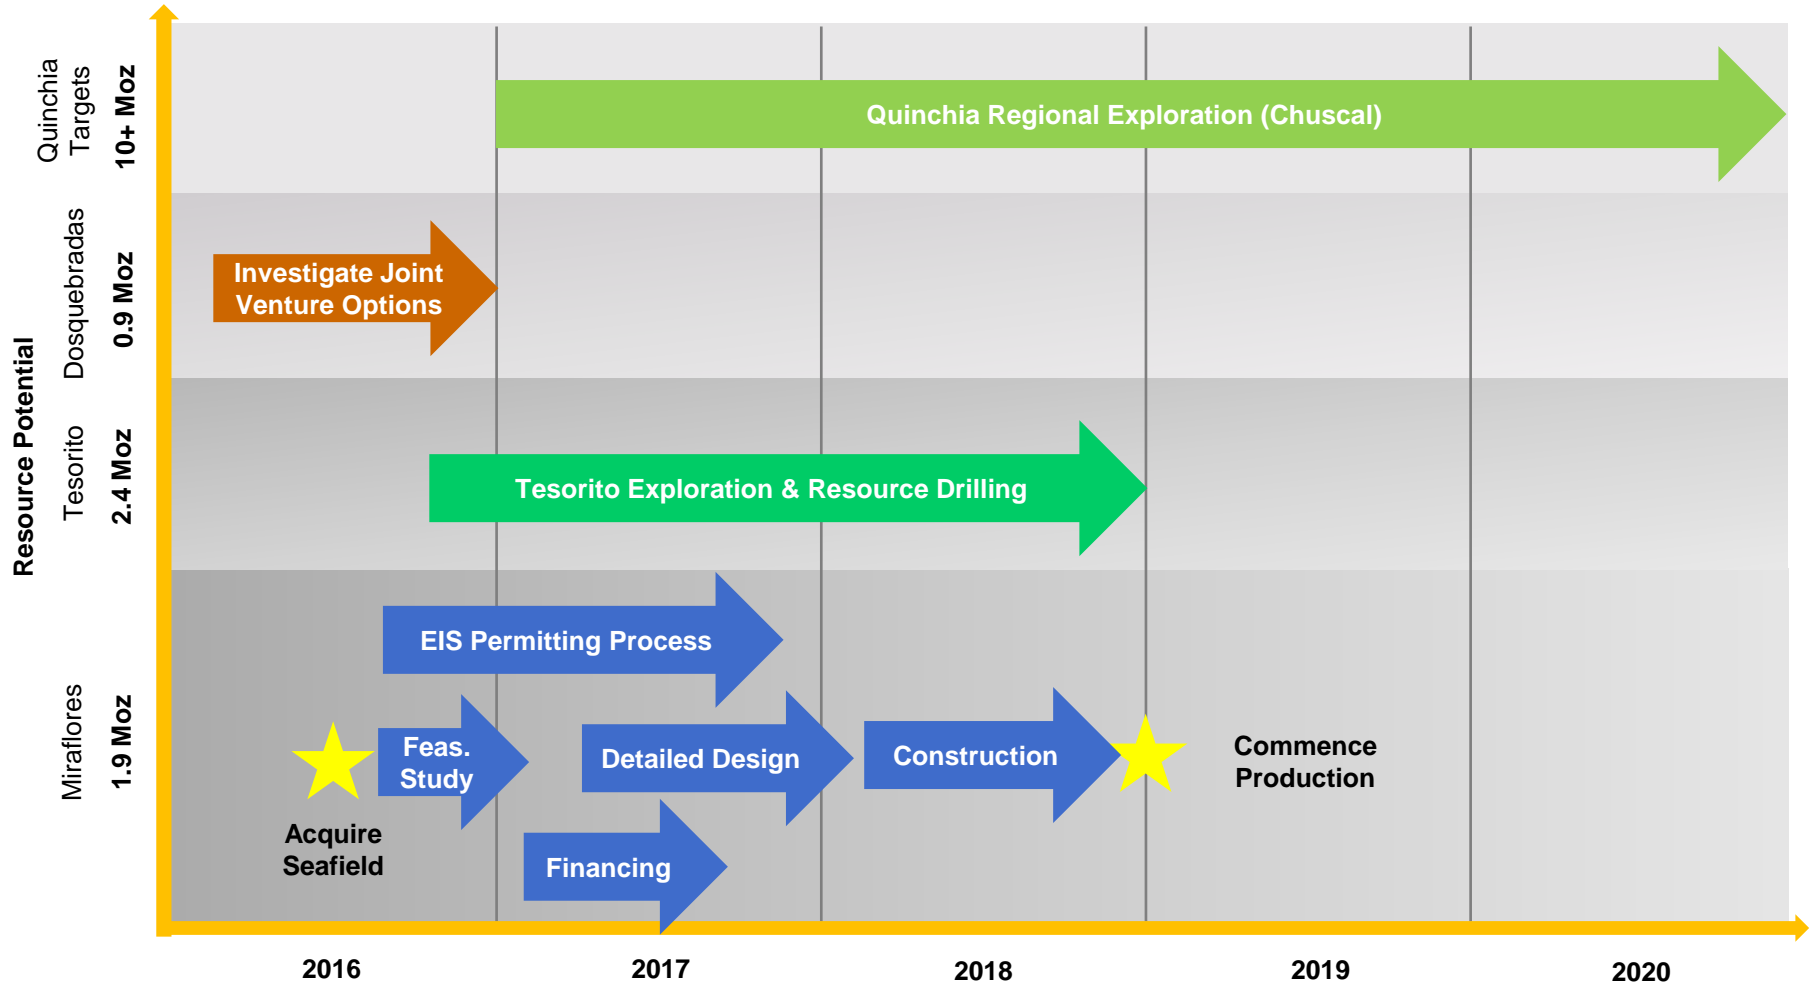 Resource Potential
Quinchia
Targets
10+ Moz
Quinchia Regional Exploration (Chuscal)
Dosquebradas
0.9 Moz
Investigate Joint
Venture Options
Tesorito
2.4 Moz
Tesorito Exploration & Resource Drilling
Miraflores
1.9 Moz
EIS Permitting Process
Feas.
Study
Detailed Design
Construction
Commence
Production
Acquire
Seafield
Financing
2016
2017
2018
2019
2020